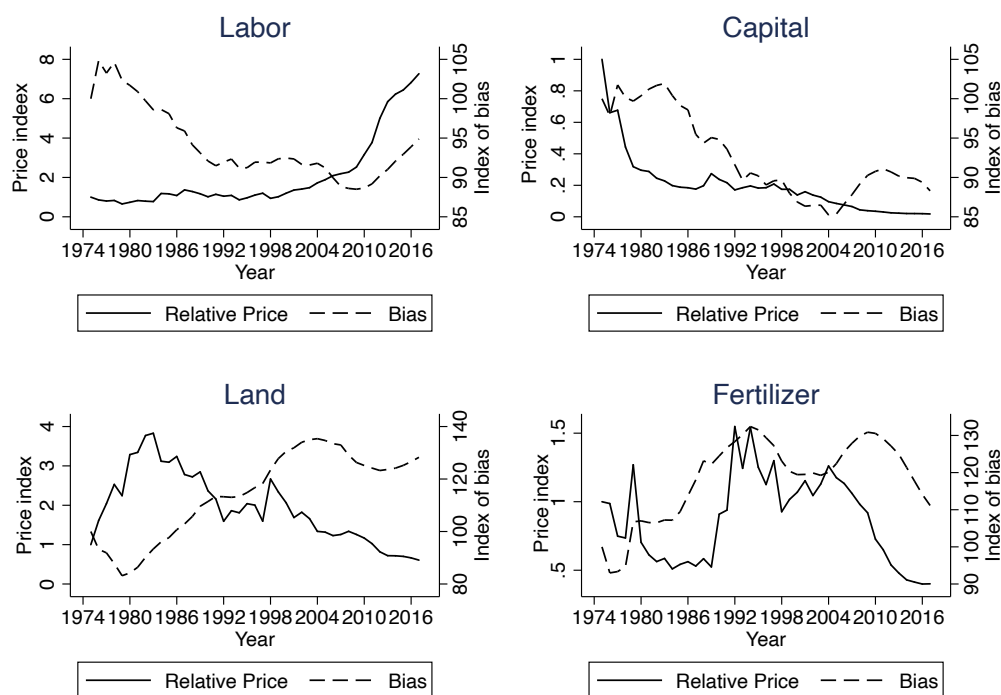 Labor
Price indeex
8
6
4
2
0
105
100
95
90
85
Index of bias
1974 1980 1986 1992 1998 2004 2010 2016
Year
Relative Price Bias
Capital
Price index
1
.8
.6
.4
.2
0
105
100
95
90
85
Index of bias
1974 1980 1986 1992 1998 2004 2010 2016
Year
Relative Price Bias
Land
Price index
4
3
2
1
0
140
120
100
80
Index of bias
1974 1980 1986 1992 1998 2004 2010 2016
Year
Relative Price Bias
Fertilizer
Price index
1.5
1
.5
130
120
110
100
90
Index of bias
1974 1980 1986 1992 1998 2004 2010 2016
Year
Relative Price Bias